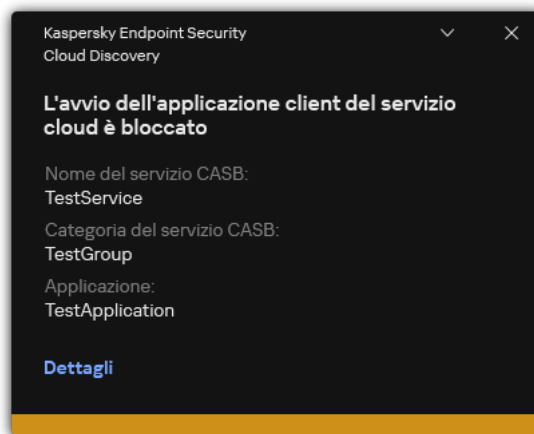 Kaspersky Endpoint Security
Cloud Discovery
L'avvio dell'applicazione client del servizio
cloud è bloccato
Nome del servizio CASB:
TestService
Categoria del servizio CASB:
TestGroup
Applicazione:
TestApplication
Dettagli